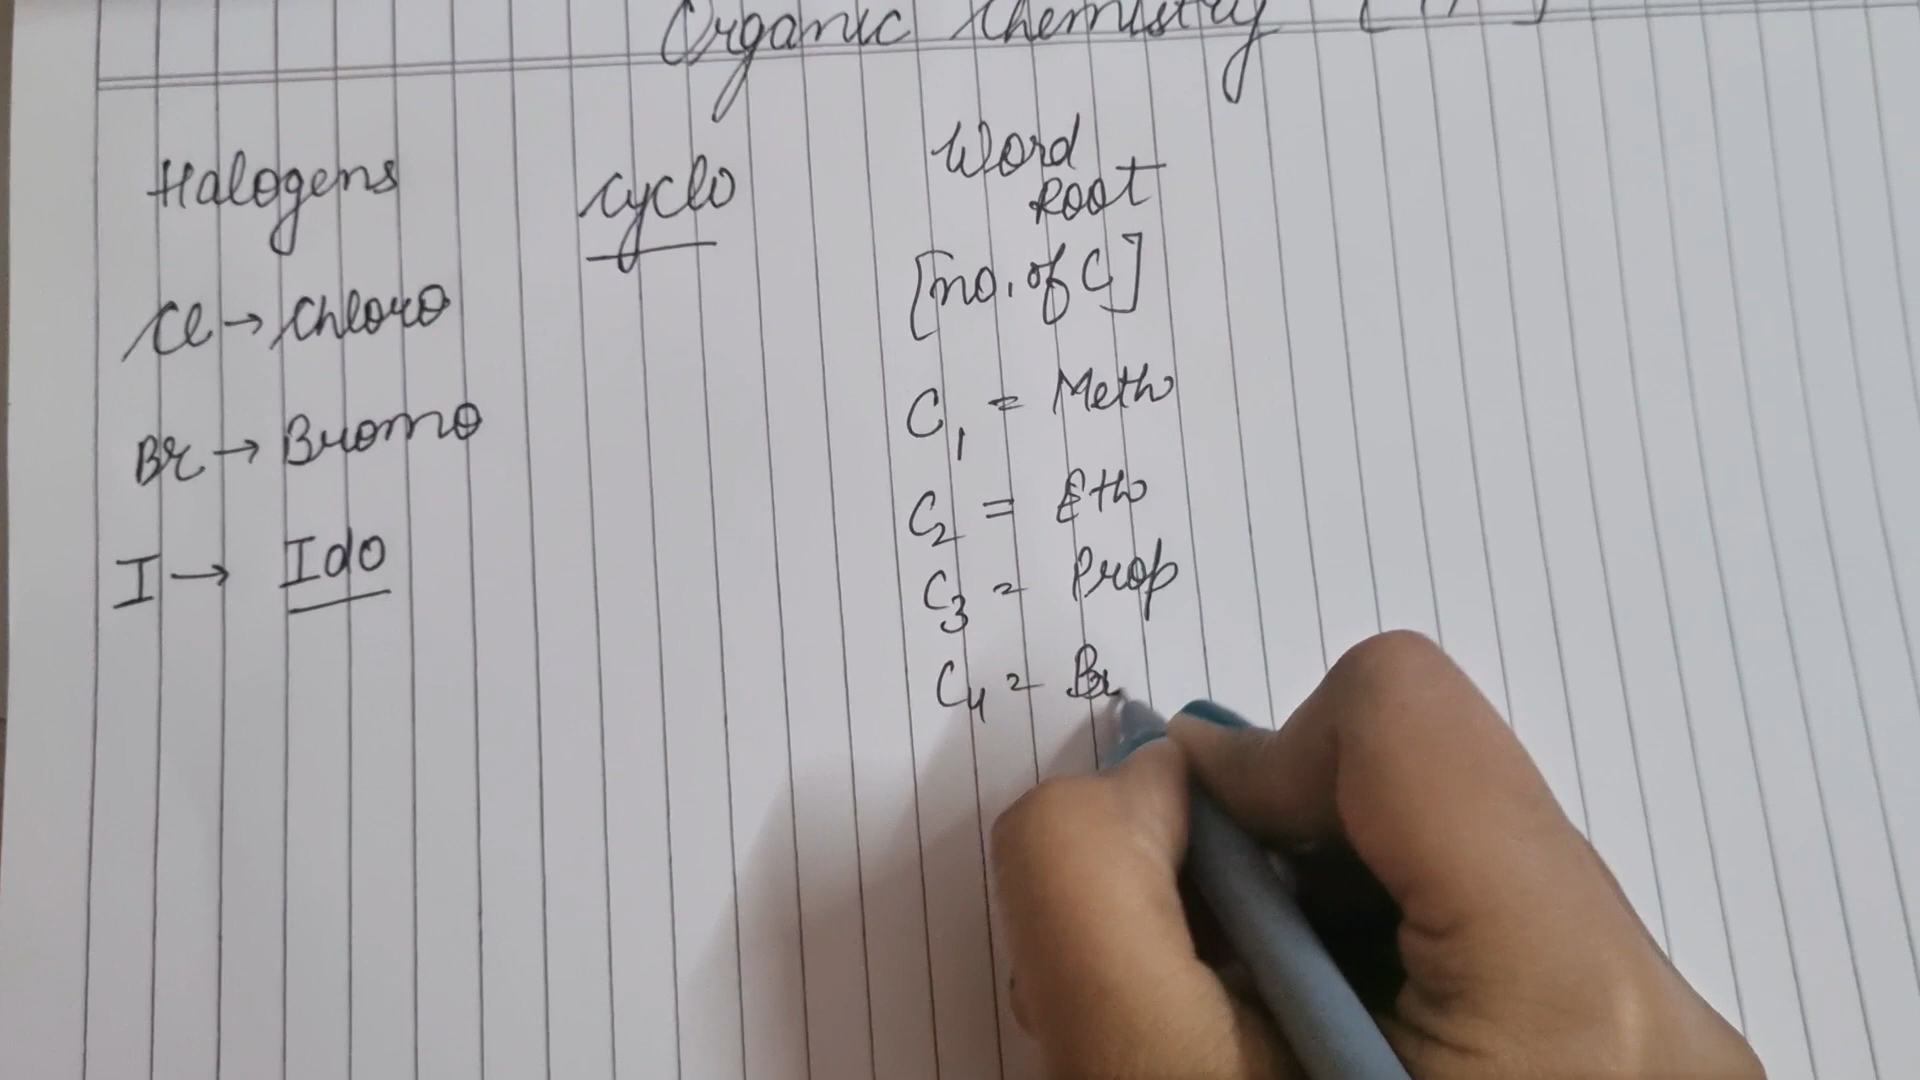 Organic Chemistry
Halogens
Cl → Chloro
Br → Bromo
I → Ido
Cyclo
Word
Root
[no. of C]
C1 = Meth
C2 = Eth
C3 = Prop
C4 =